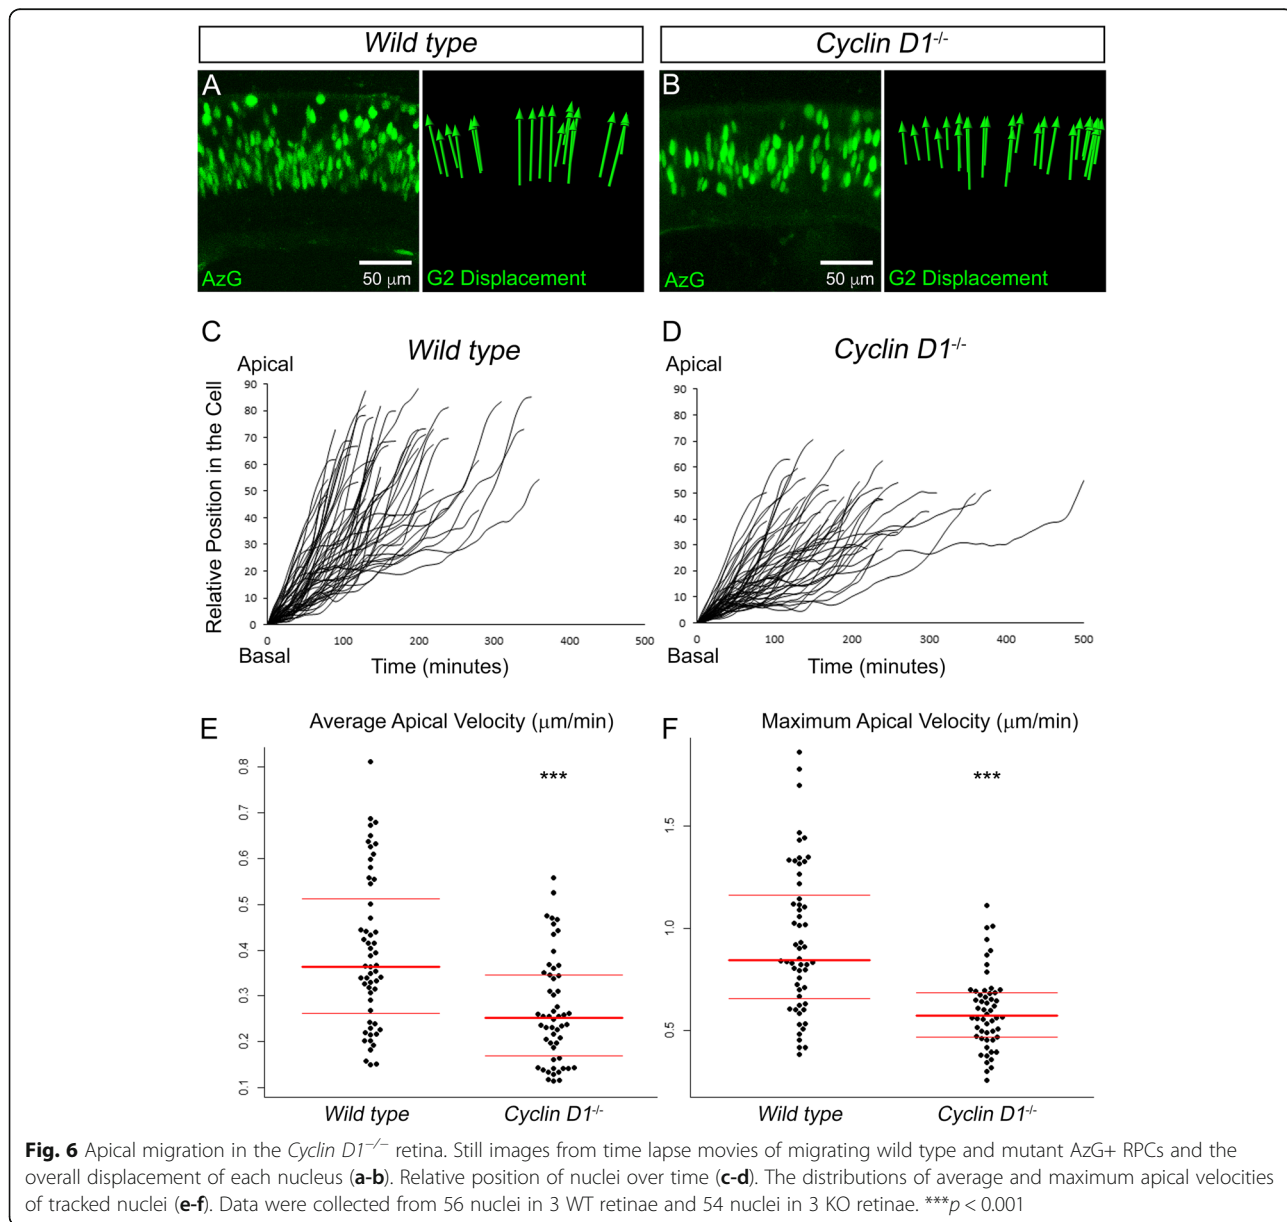 Wild type
Cyclin D1-/-
A
AzG
50 μm
G2 Displacement
B
AzG
50 μm
G2 Displacement
C
Wild type
Apical
Relative Position in the Cell
90
80
70
60
50
40
30
20
10
0
0 100 200 300 400 500
Basal
Time (minutes)
D
Cyclin D1-/-
Apical
90
80
70
60
50
40
30
20
10
0
0 100 200 300 400 500
Basal
Time (minutes)
E
Average Apical Velocity (μm/min)
0.8
0.7
0.6
0.5
0.4
0.3
0.2
0.1
***
Wild type
Cyclin D1-/-
F
Maximum Apical Velocity (μm/min)
1.5
1.0
0.5
***
Wild type
Cyclin D1-/-
Fig. 6 Apical migration in the Cyclin D1−/− retina. Still images from time lapse movies of migrating wild type and mutant AzG+ RPCs and the
overall displacement of each nucleus (a-b). Relative position of nuclei over time (c-d). The distributions of average and maximum apical velocities
of tracked nuclei (e-f). Data were collected from 56 nuclei in 3 WT retinae and 54 nuclei in 3 KO retinae. ***p < 0.001